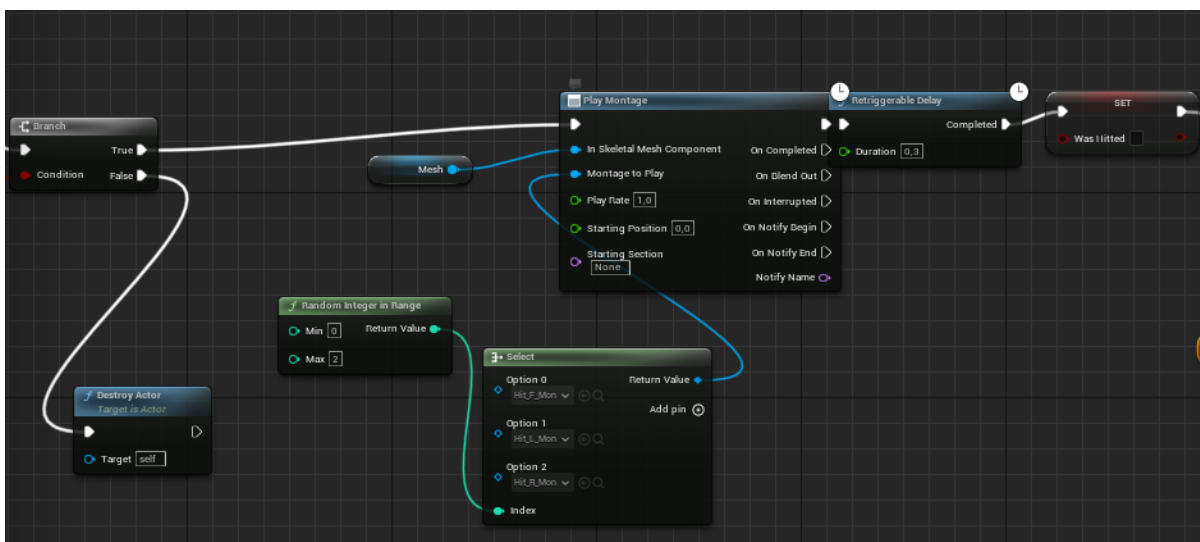 Branch
True
Condition
False
Mesh
Play Montage
In Skeletal Mesh Component
On Completed
Montage to Play
On Blend Out
Play Rate 1,0
On Interrupted
Starting Position 0,0
On Notify Begin
Starting Section
None
On Notify End
Notify Name
Retriggerable Delay
Completed
Duration 0,3
SET
Was Hitted
Random Integer in Range
Min 0
Return Value
Max 2
Select
Option 0
Return Value
Hit_F_Mon
Add pin
Option 1
Hit_L_Mon
Option 2
Hit_R_Mon
Index
Destroy Actor
Target is Actor
Target self